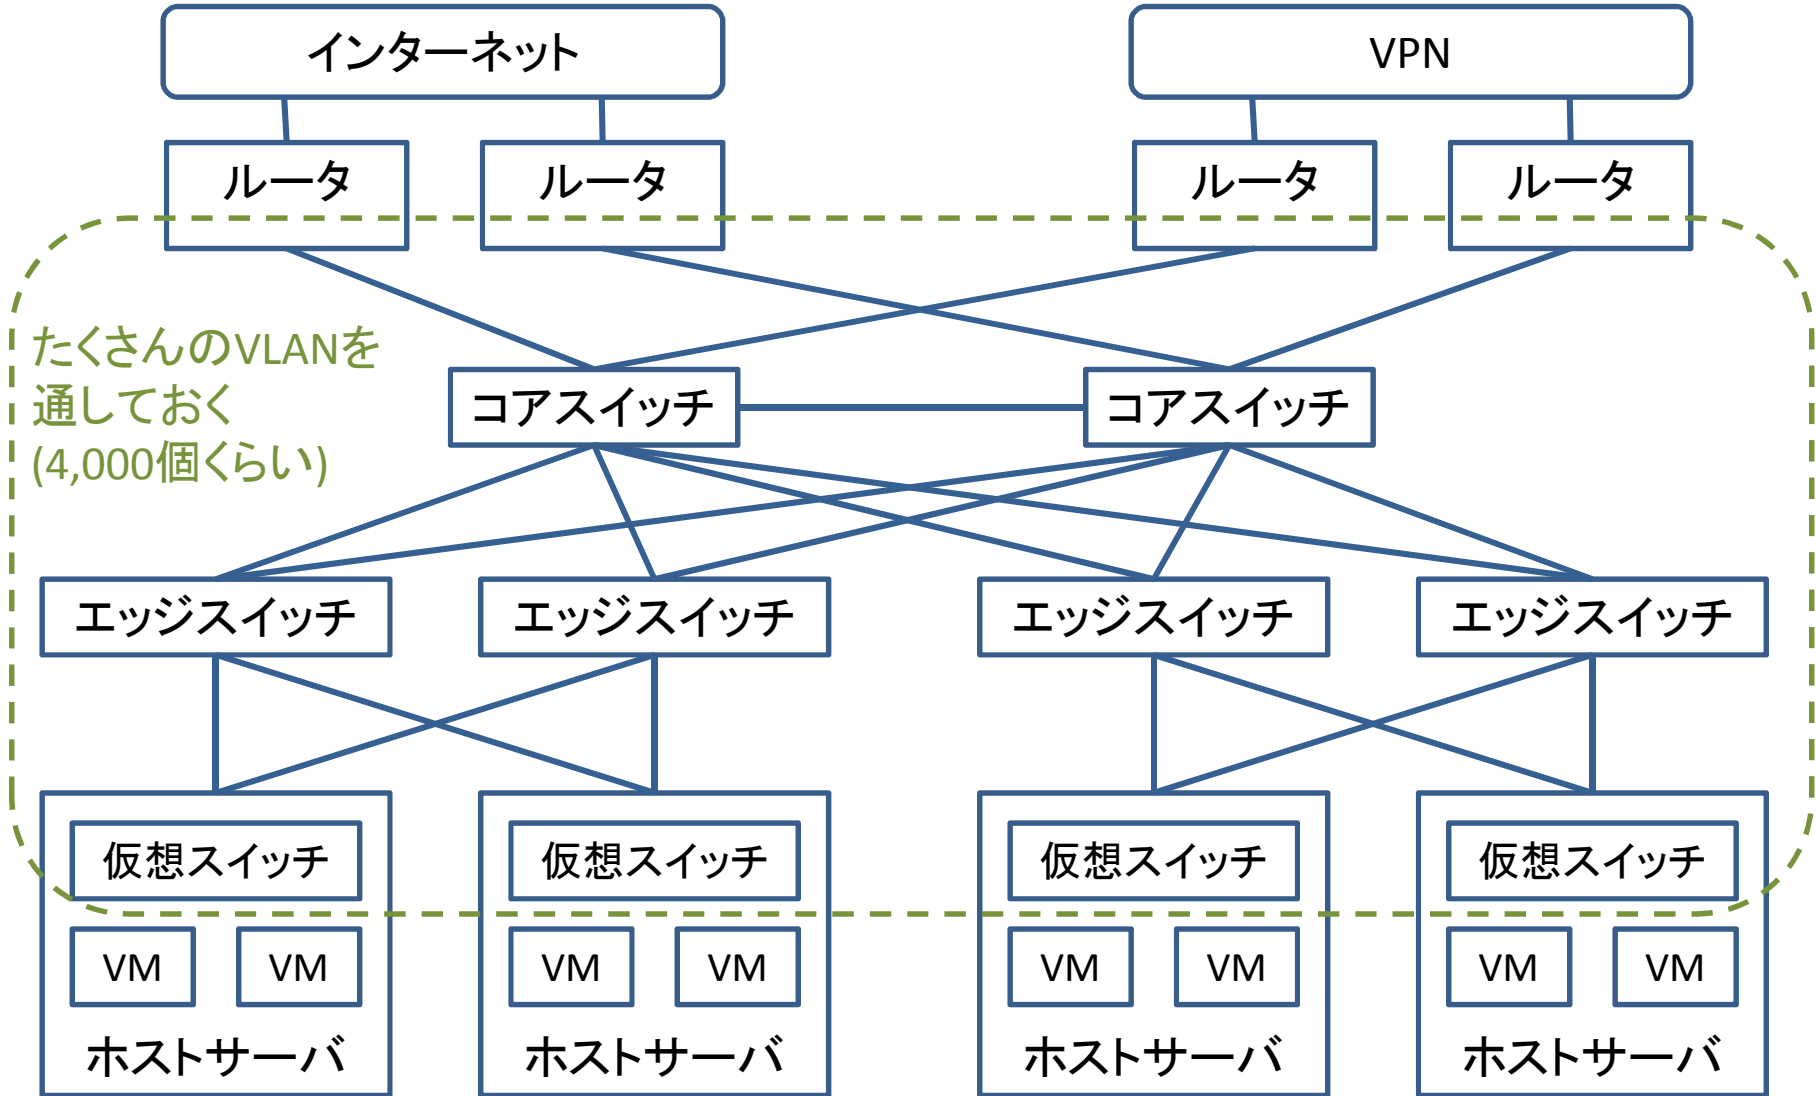 インターネット
VPN
ルータ
ルータ
ルータ
ルータ
たくさんのVLANを
通しておく
(4,000個くらい)
コアスイッチ
コアスイッチ
エッジスイッチ
エッジスイッチ
エッジスイッチ
エッジスイッチ
仮想スイッチ
仮想スイッチ
仮想スイッチ
仮想スイッチ
VM
VM
VM
VM
VM
VM
VM
VM
ホストサーバ
ホストサーバ
ホストサーバ
ホストサーバ